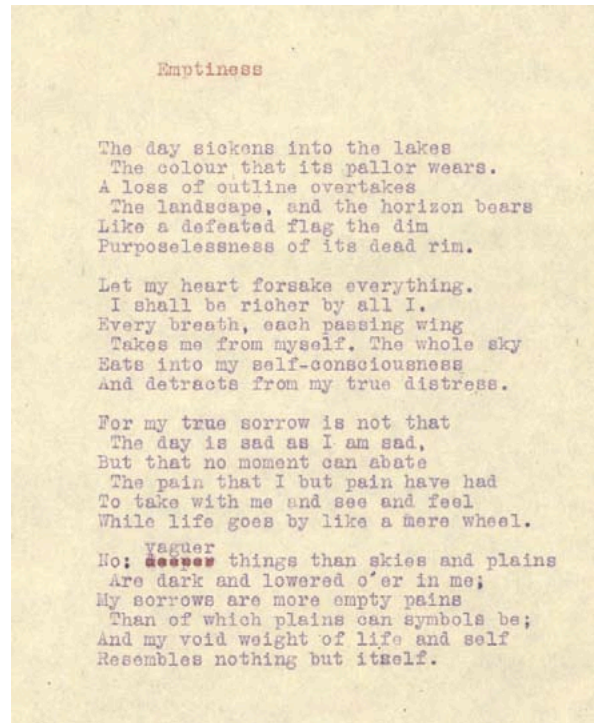 Emptiness
The day sickens into the lakes
The colour that its pallor wears.
A loss of outline overtakes
The landscape, and the horizon bears
Like a defeated flag the dim
Purposelessness of its dead rim.
Let my heart forsake everything.
I shall be richer by all I.
Every breath, each passing wing
Takes me from myself. The whole sky
Eats into my self-consciousness
And detracts from my true distress.
For my true sorrow is not that
The day is sad as I am sad,
But that no moment can abate
The pain that I but pain have had
To take with me and see and feel
While life goes by like a mere wheel.
vaguer
No: deeper things than skies and plains
Are dark and lowered o'er in me;
My sorrows are more empty pains
Than of which plains can symbols be;
And my void weight of life and self
Resembles nothing but itself.